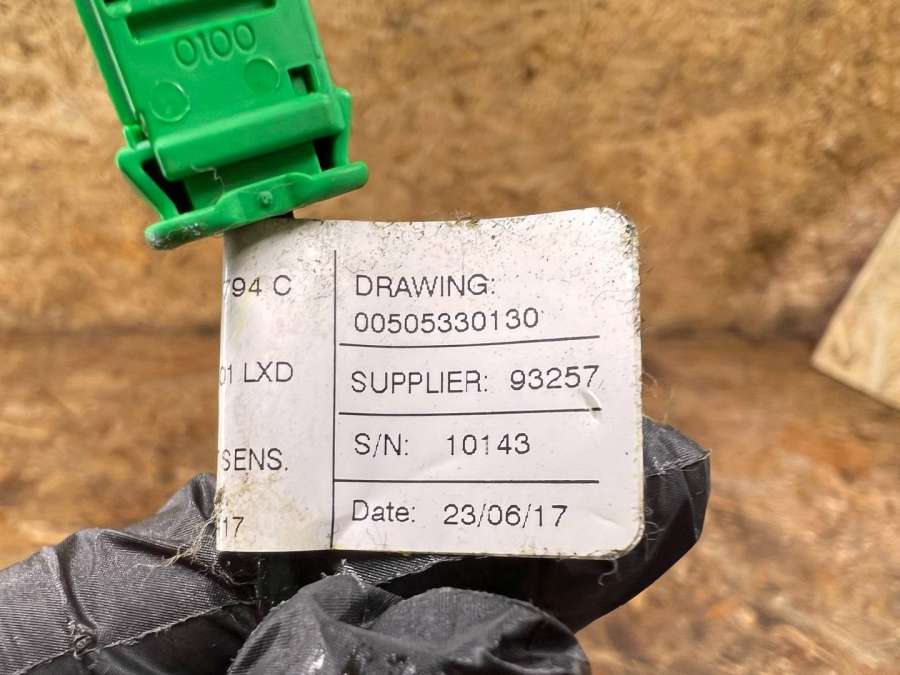 0100
794 C
01 LXD
SENS.
17
DRAWING:
00505330130
SUPPLIER: 93257
S/N: 10143
Date: 23/06/17